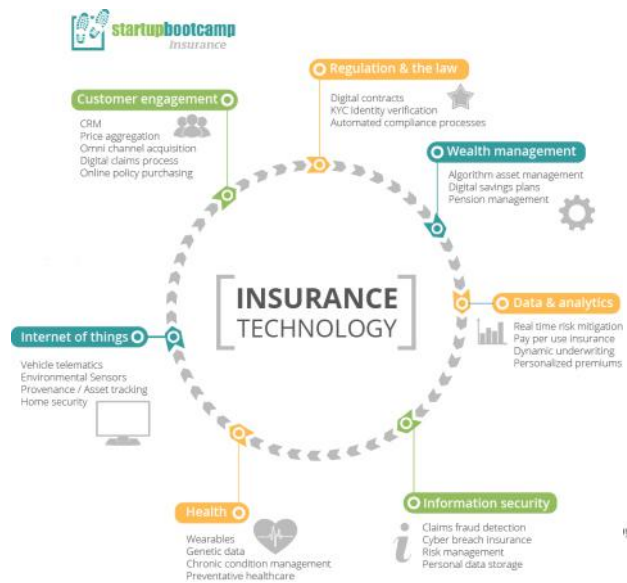 startupbootcamp
Insurance
Regulation & the law
Digital contracts
KYC Identity verification
Automated compliance processes
Customer engagement
CRM
Price aggregation
Omni channel acquisition
Digital claims process
Online policy purchasing
Wealth management
Algorithm asset management
Digital savings plans
Pension management
INSURANCE
TECHNOLOGY
Data & analytics
Real time risk mitigation
Pay per use insurance
Dynamic underwriting
Personalized premiums
Internet of things
Vehicle telematics
Environmental Sensors
Provenance / Asset tracking
Home security
Health
Wearables
Genetic data
Chronic condition management
Preventative healthcare
Information security
i
Claims fraud detection
Cyber breach insurance
Risk management
Personal data storage